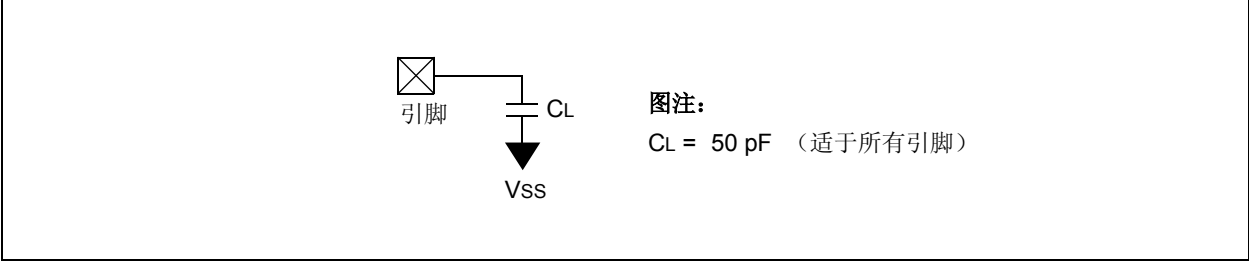 引脚
CL
VSS
图注：
CL = 50 pF （适于所有引脚）